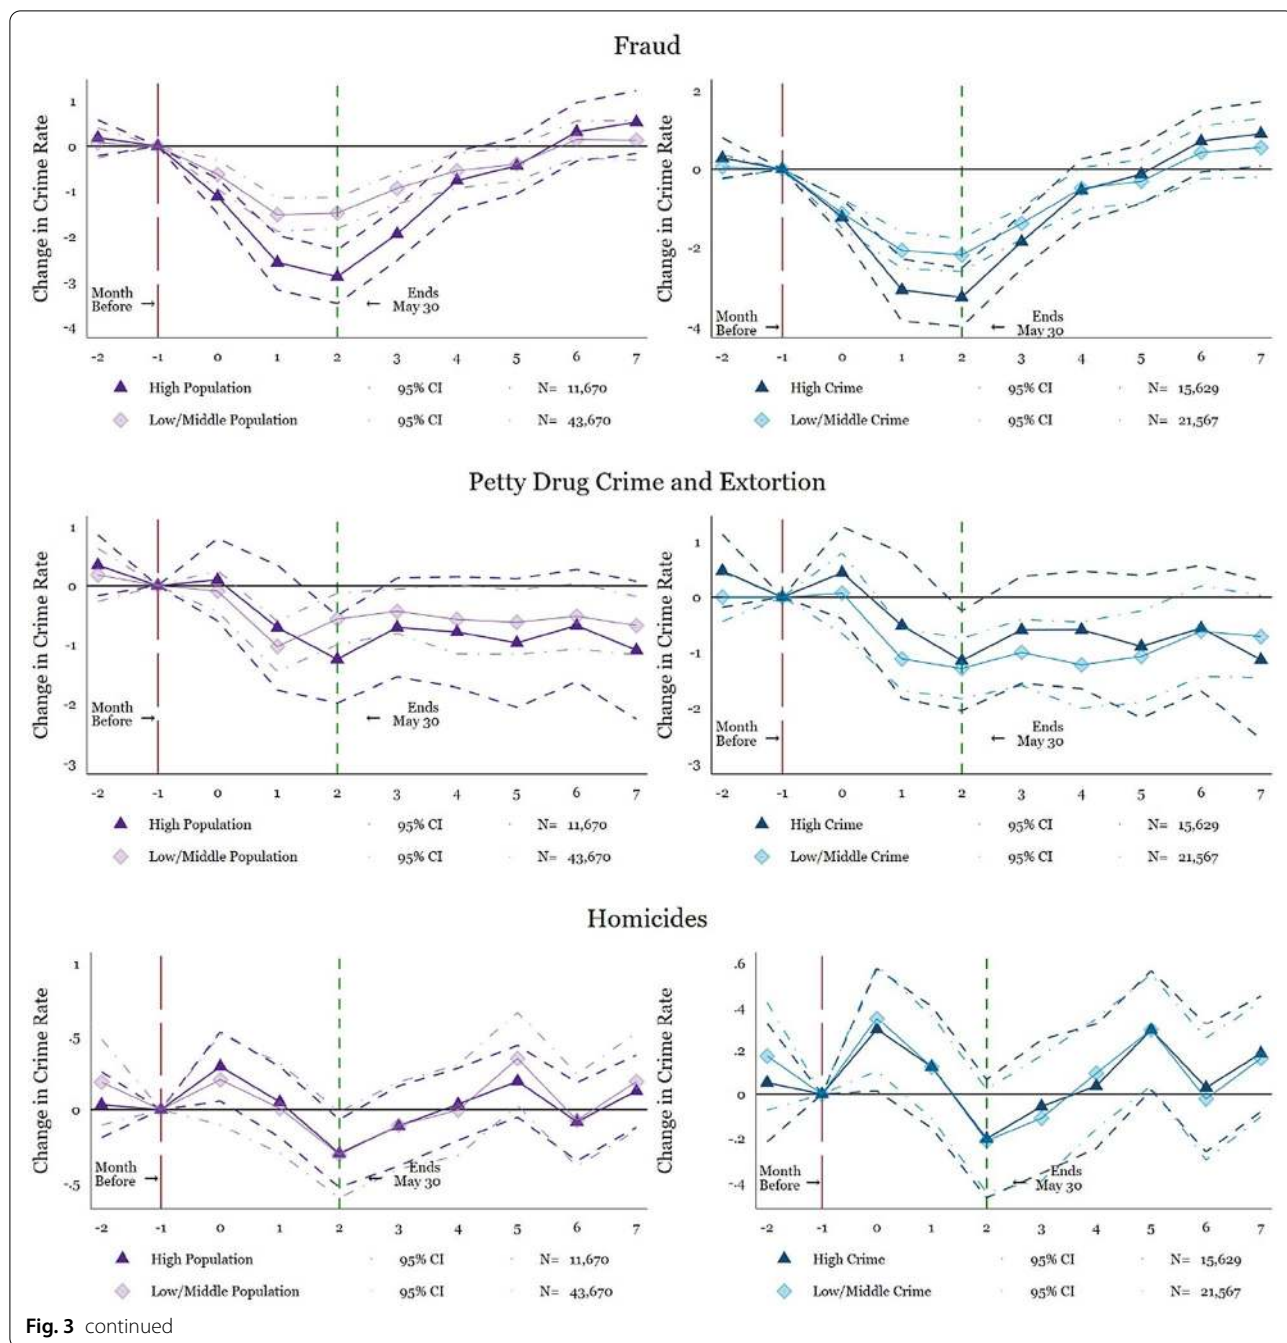 Fraud
Change in Crime Rate
1
0
-1
-2
-3
-4
Month
Before →
← Ends
May 30
-2 -1 0 1 2 3 4 5 6 7
High Population 95% CI N= 11,670
Low/Middle Population 95% CI N= 43,670
Change in Crime Rate
2
0
-2
-4
Month
Before →
← Ends
May 30
-2 -1 0 1 2 3 4 5 6 7
High Crime 95% CI N= 15,629
Low/Middle Crime 95% CI N= 21,567
Petty Drug Crime and Extortion
Change in Crime Rate
1
0
-1
-2
-3
Month
Before →
← Ends
May 30
-2 -1 0 1 2 3 4 5 6 7
High Population 95% CI N= 11,670
Low/Middle Population 95% CI N= 43,670
Change in Crime Rate
1
0
-1
-2
-3
Month
Before →
← Ends
May 30
-2 -1 0 1 2 3 4 5 6 7
High Crime 95% CI N= 15,629
Low/Middle Crime 95% CI N= 21,567
Homicides
Change in Crime Rate
1
.5
0
-.5
Month
Before →
← Ends
May 30
-2 -1 0 1 2 3 4 5 6 7
High Population 95% CI N= 11,670
Low/Middle Population 95% CI N= 43,670
Change in Crime Rate
.6
.4
.2
0
-.2
-.4
Month
Before →
← Ends
May 30
-2 -1 0 1 2 3 4 5 6 7
High Crime 95% CI N= 15,629
Low/Middle Crime 95% CI N= 21,567
Fig. 3 continued